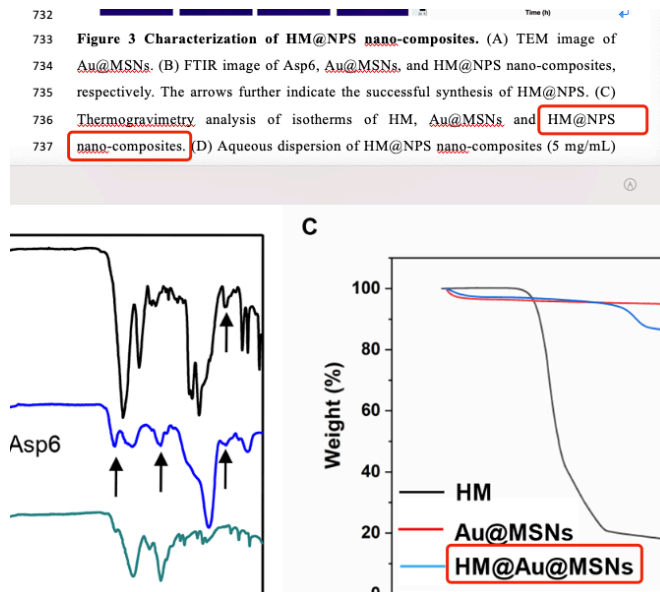 732
Time (h)
733 Figure 3 Characterization of HM@NPS nano-composites. (A) TEM image of
734 Au@MSNs. (B) FTIR image of Asp6, Au@MSNs, and HM@NPS nano-composites,
735 respectively. The arrows further indicate the successful synthesis of HM@NPS. (C)
736 Thermogravimetry analysis of isotherms of HM, Au@MSNs and HM@NPS
737 nano-composites. (D) Aqueous dispersion of HM@NPS nano-composites (5 mg/mL)
C
100
80
60
40
20
0
Weight (%)
Asp6
HM
Au@MSNs
HM@Au@MSNs